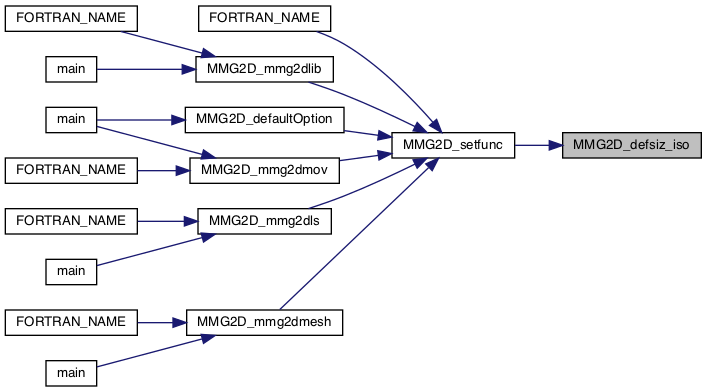 FORTRAN_NAME
FORTRAN_NAME
main
MMG2D_mmg2dlib
main
MMG2D_defaultOption
MMG2D_setfunc
MMG2D_defsiz_iso
FORTRAN_NAME
MMG2D_mmg2dmov
FORTRAN_NAME
MMG2D_mmg2dls
main
FORTRAN_NAME
MMG2D_mmg2dmesh
main